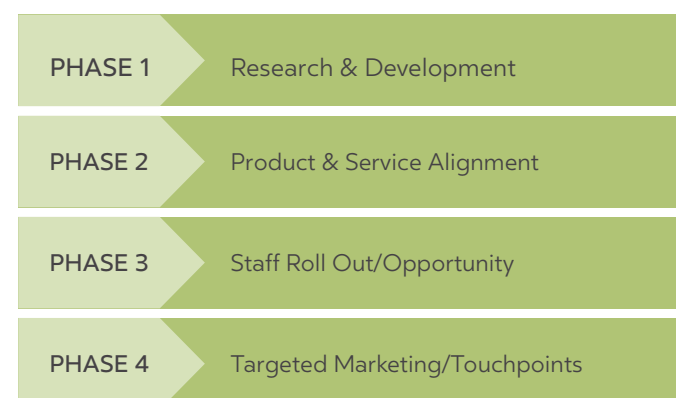 PHASE 1 Research & Development
PHASE 2 Product & Service Alignment
PHASE 3 Staff Roll Out/Opportunity
PHASE 4 Targeted Marketing/Touchpoints